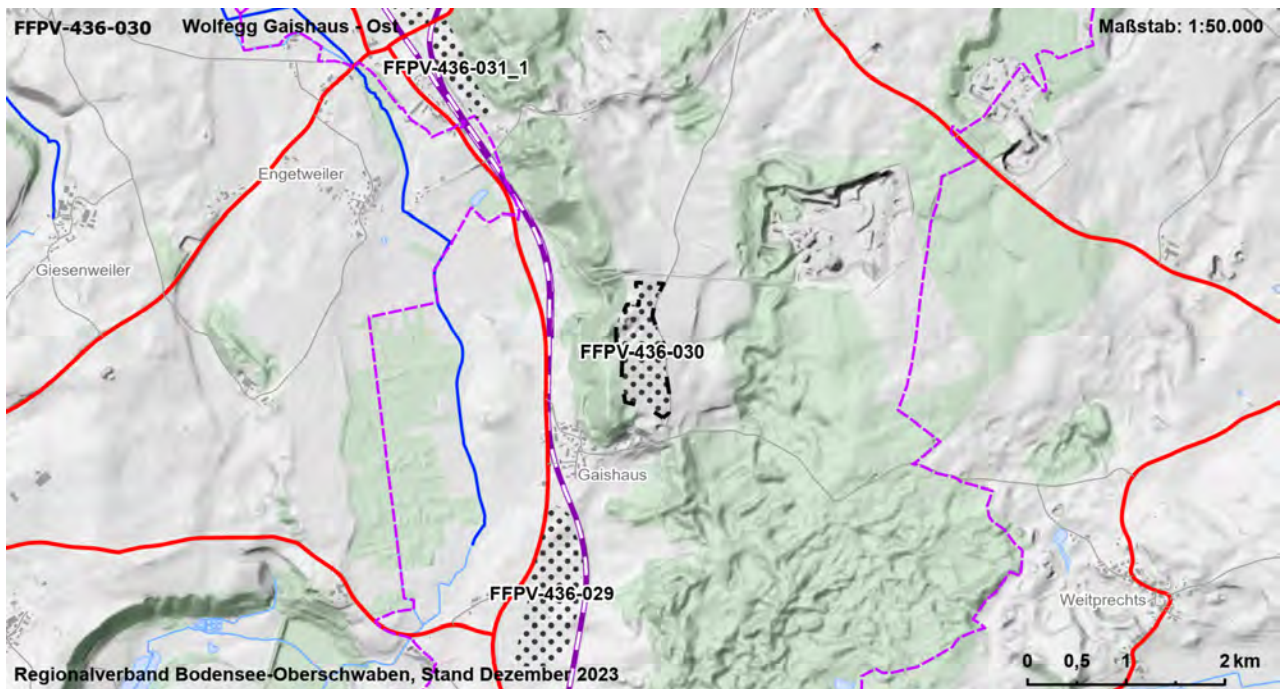 FFPV-436-030 Wolfegg Gaishaus - Ost Maßstab: 1:50.000
FFPV-436-031_1
Engetweiler
Giesenweiler
FFPV-436-030
Gaishaus
FFPV-436-029
Weitprechts
Regionalverband Bodensee-Oberschwaben, Stand Dezember 2023
0 0,5 1 2 km